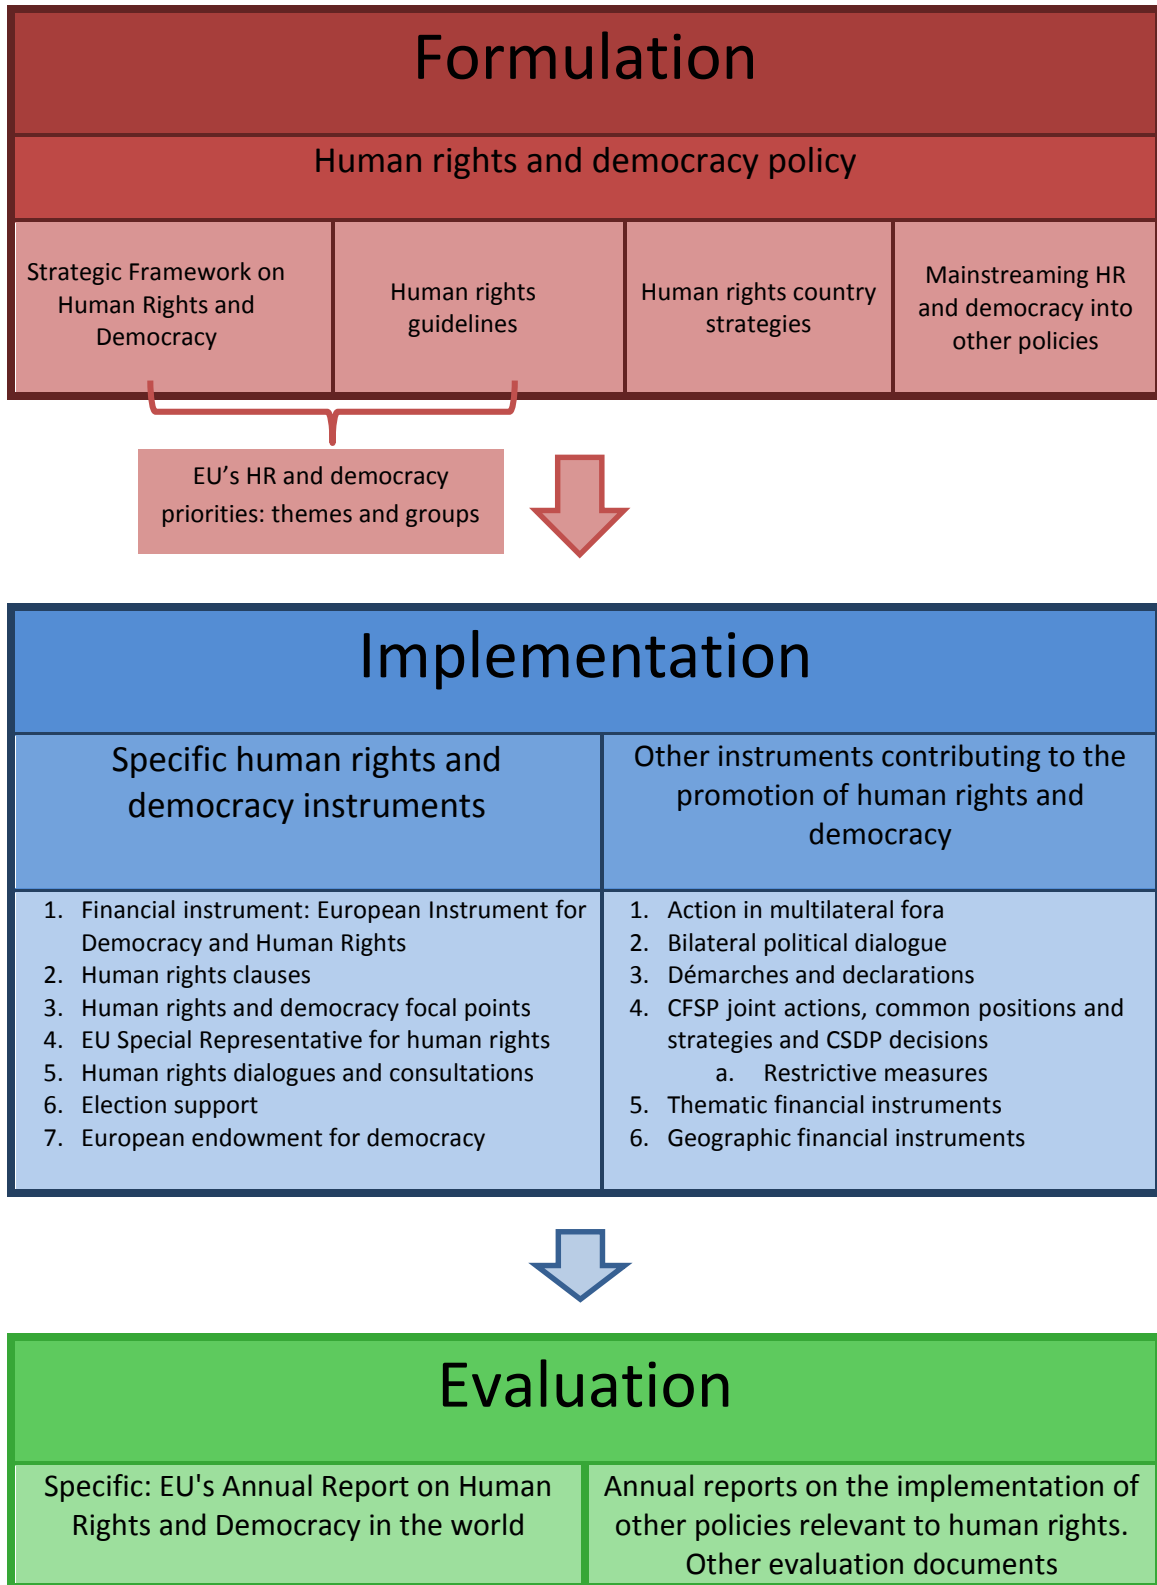 Formulation
Human rights and democracy policy
Strategic Framework on
Human Rights and
Democracy
Human rights
guidelines
Human rights country
strategies
Mainstreaming HR
and democracy into
other policies
EU’s HR and democracy
priorities: themes and groups
Implementation
Specific human rights and
democracy instruments
Other instruments contributing to the
promotion of human rights and
democracy
1. Financial instrument: European Instrument for
Democracy and Human Rights
2. Human rights clauses
3. Human rights and democracy focal points
4. EU Special Representative for human rights
5. Human rights dialogues and consultations
6. Election support
7. European endowment for democracy
1. Action in multilateral fora
2. Bilateral political dialogue
3. Démarches and declarations
4. CFSP joint actions, common positions and
strategies and CSDP decisions
a. Restrictive measures
5. Thematic financial instruments
6. Geographic financial instruments
Evaluation
Specific: EU's Annual Report on Human
Rights and Democracy in the world
Annual reports on the implementation of
other policies relevant to human rights.
Other evaluation documents